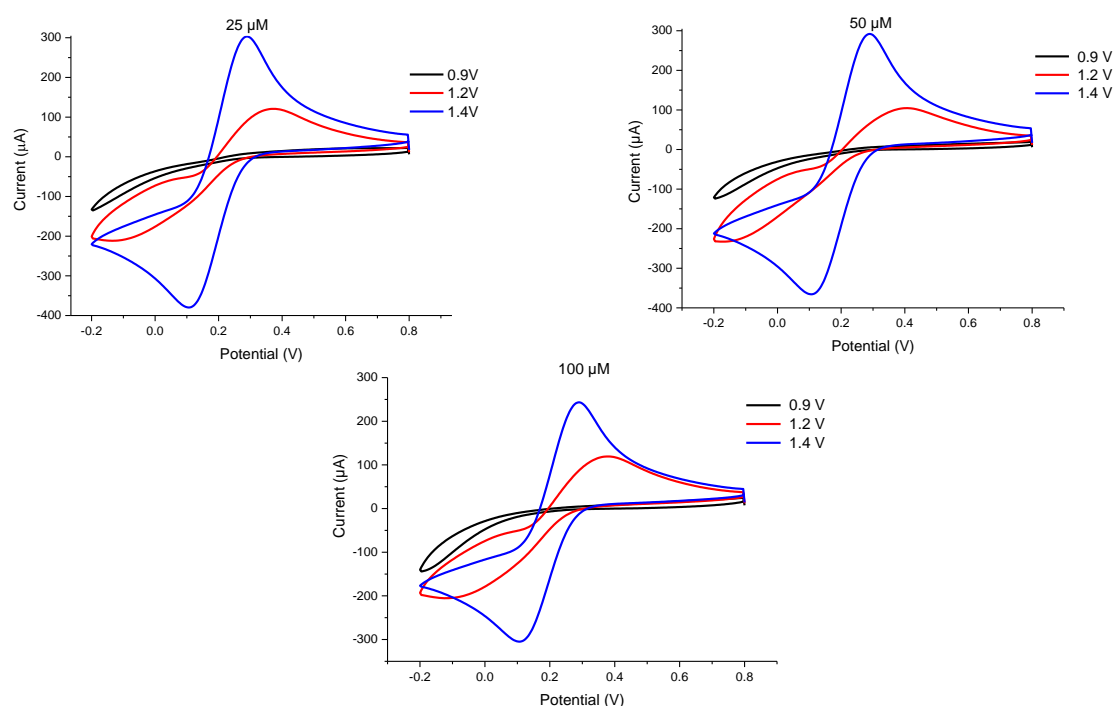 25 µM
300
200
100
0
-100
-200
-300
-400
-0.2 0.0 0.2 0.4 0.6 0.8
Current (µA)
Potential (V)
0.9V
1.2V
1.4V
50 µM
300
200
100
0
-100
-200
-300
-400
-0.2 0.0 0.2 0.4 0.6 0.8
Current (µA)
Potential (V)
0.9 V
1.2 V
1.4 V
100 µM
300
200
100
0
-100
-200
-300
-0.2 0.0 0.2 0.4 0.6 0.8
Current (µA)
Potential (V)
0.9 V
1.2 V
1.4 V